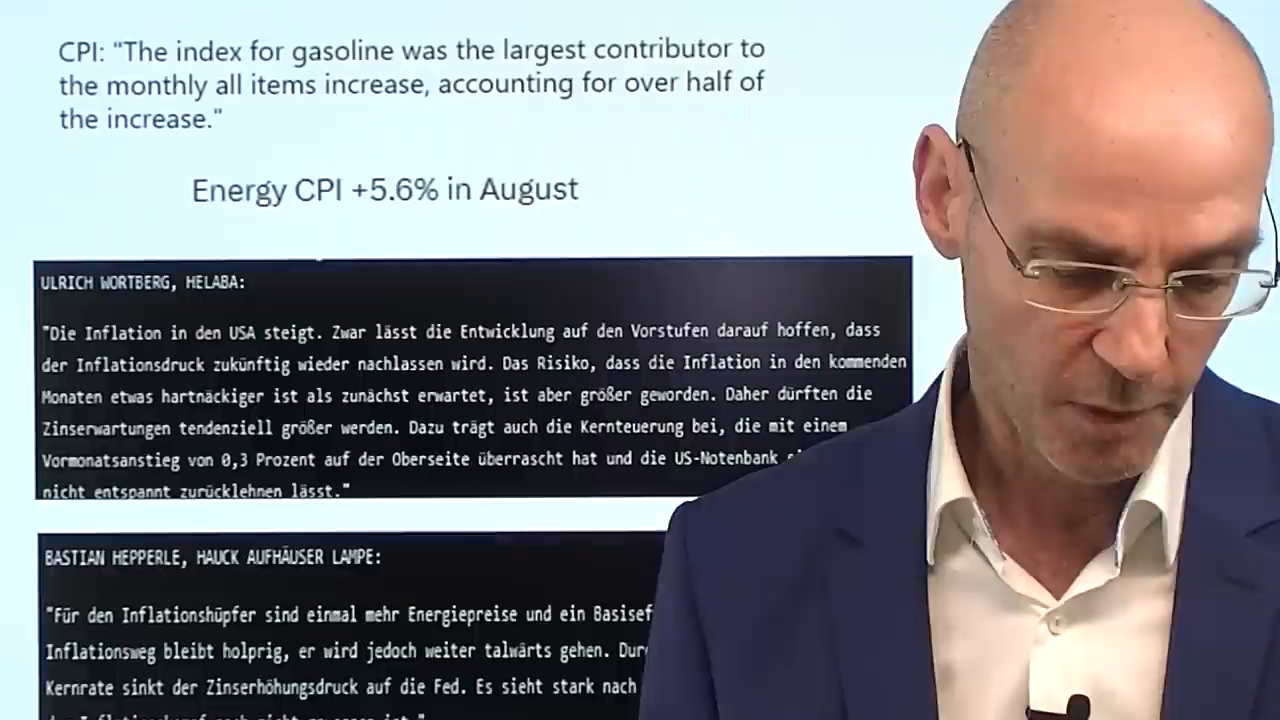 CPI: "The index for gasoline was the largest contributor to
the monthly all items increase, accounting for over half of
the increase."
Energy CPI +5.6% in August
ULRICH WORTBERG, HELABA:
"Die Inflation in den USA steigt. Zwar lässt die Entwicklung auf den Vorstufen darauf hoffen, dass
der Inflationsdruck zukünftig wieder nachlassen wird. Das Risiko, dass die Inflation in den kommenden
Monaten etwas hartnäckiger ist als zunächst erwartet, ist aber größer geworden. Daher dürften die
Zinserwartungen tendenziell größer werden. Dazu trägt auch die Kernteuerung bei, die mit einem
Vormonatsanstieg von 0,3 Prozent auf der Oberseite überrascht hat und die US-Notenbank
nicht entspannt zurücklehnen lässt."
BASTIAN HEPPERLE, HAUCK AUFHÄUSER LAMPE:
"Für den Inflationshüpfer sind einmal mehr Energiepreise und ein
Inflationsweg bleibt holprig, er wird jedoch weiter talwärts gehen.
Kernrate sinkt der Zinserhöhungsdruck auf die Fed. Es sieht stark nach